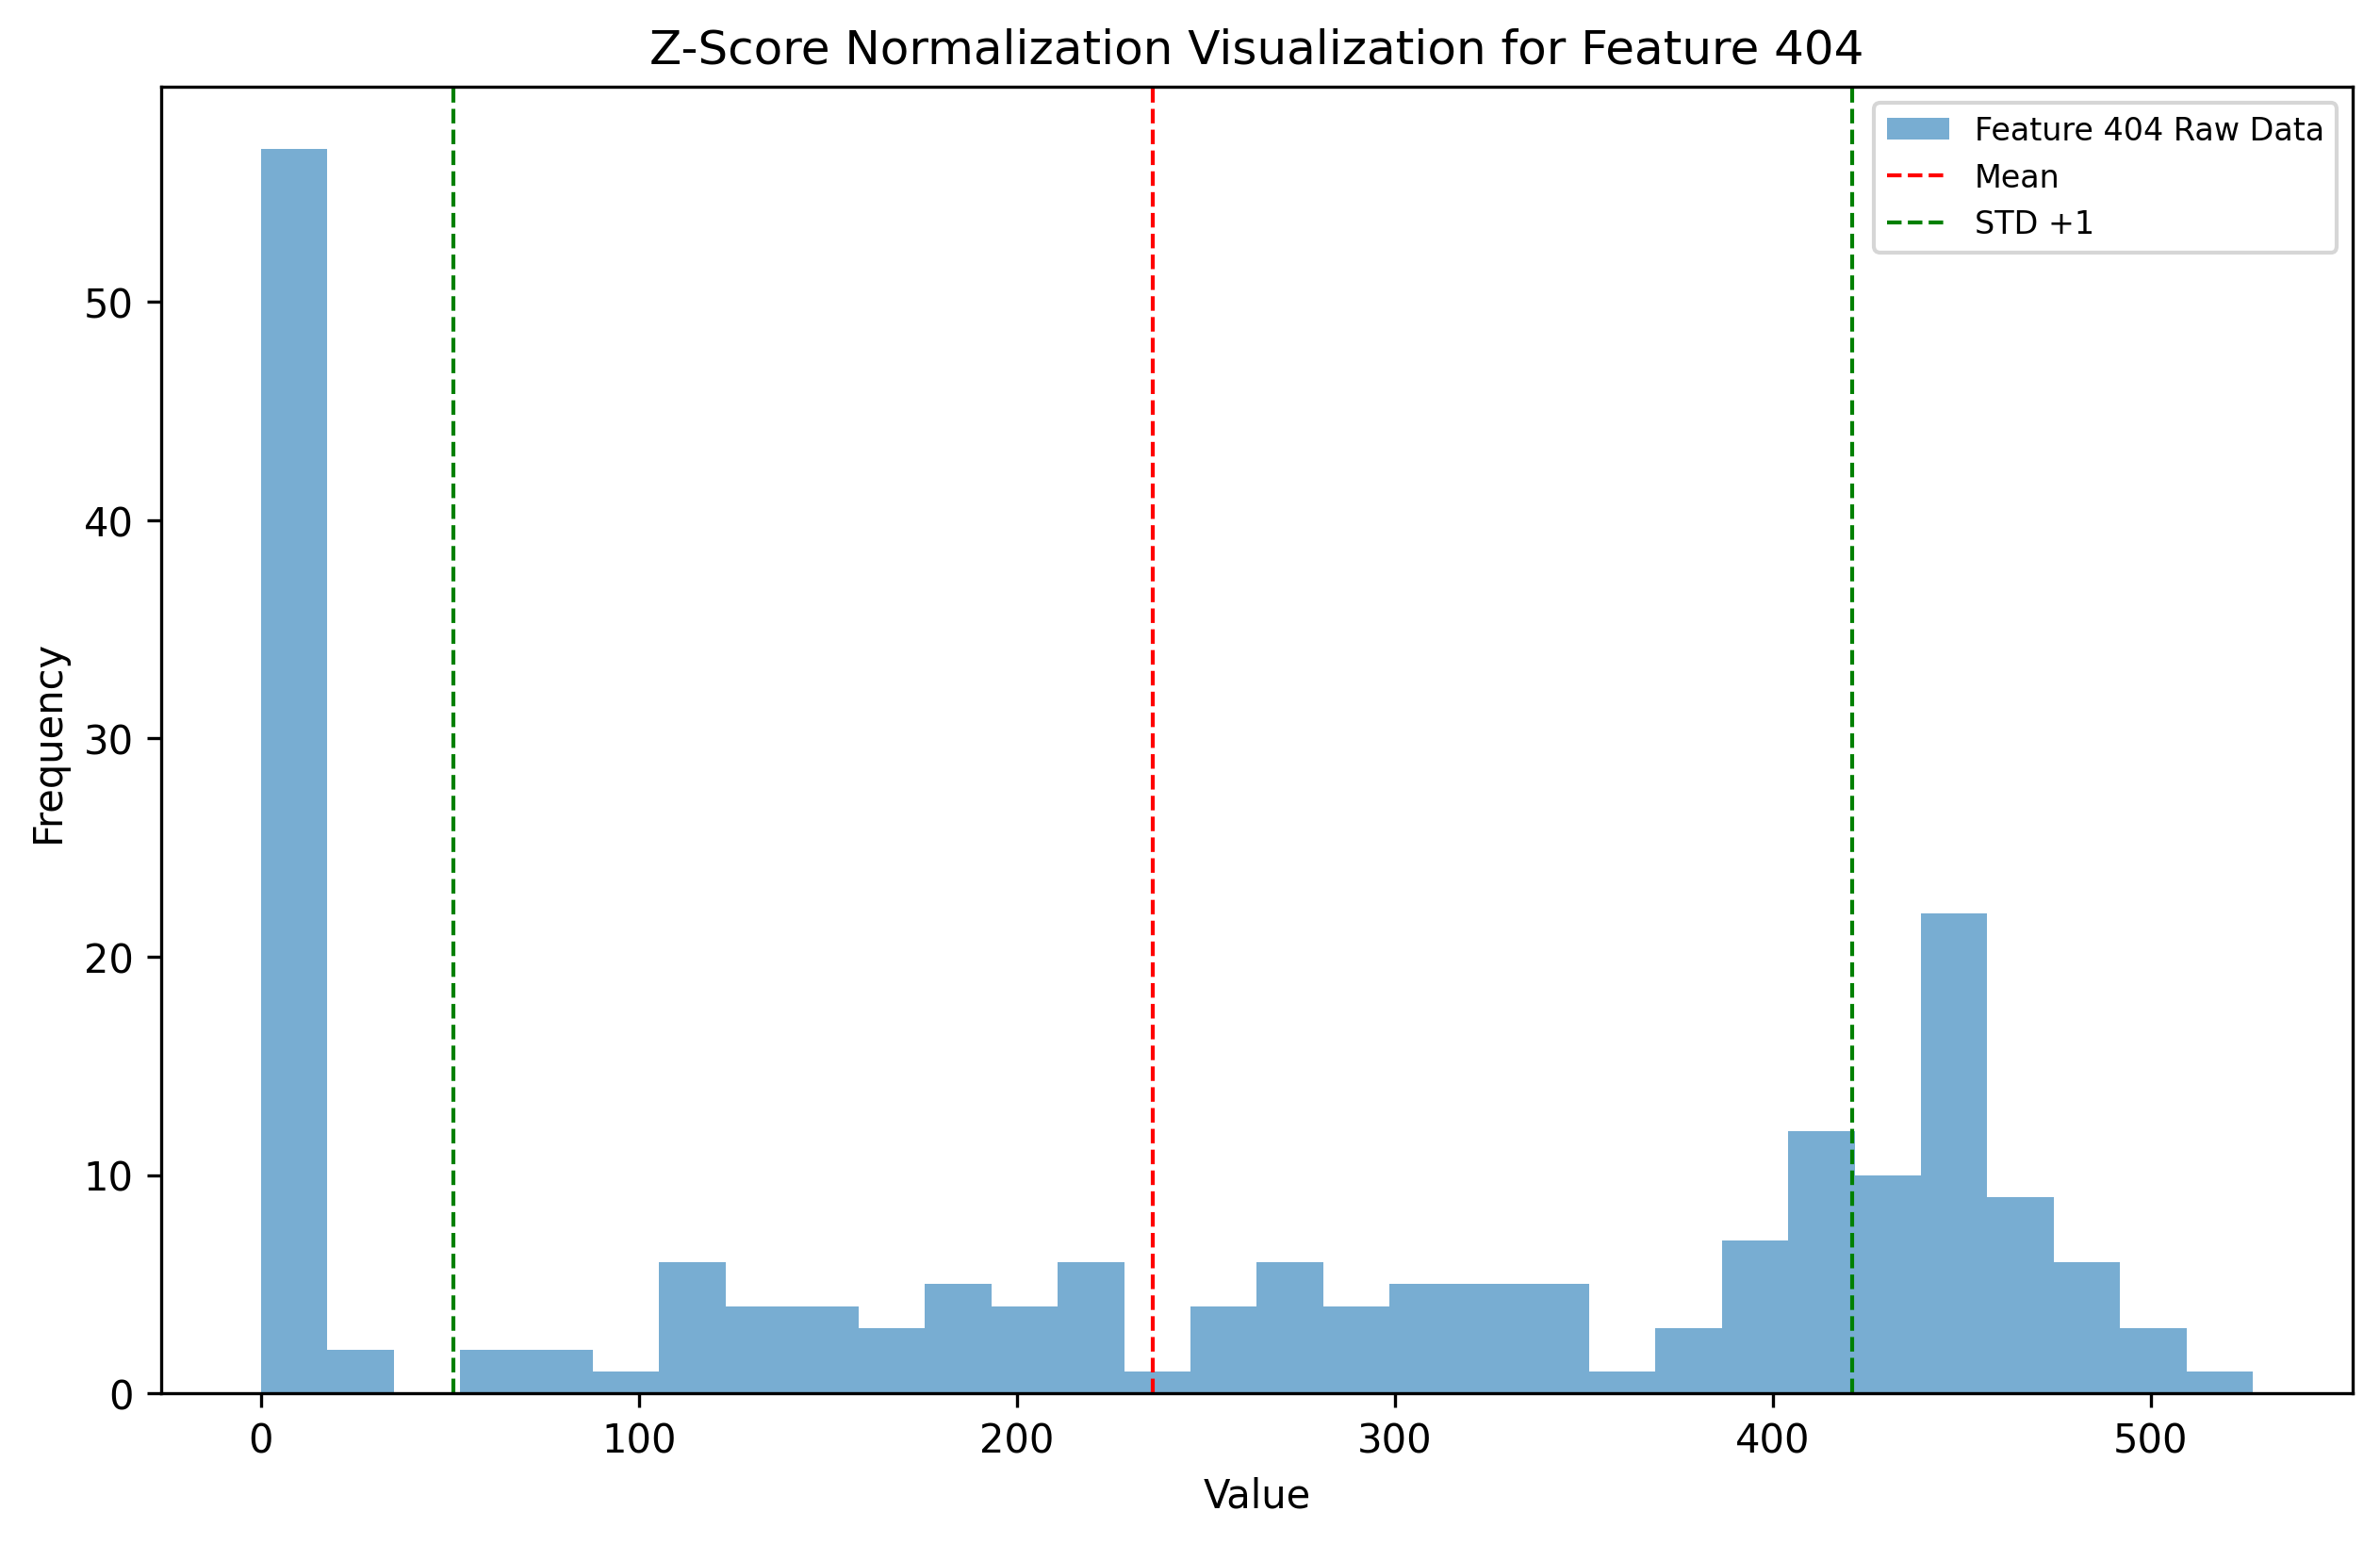 Z-Score Normalization Visualization for Feature 404
Feature 404 Raw Data
Mean
STD +1
Frequency
50
40
30
20
10
0
0 100 200 300 400 500
Value